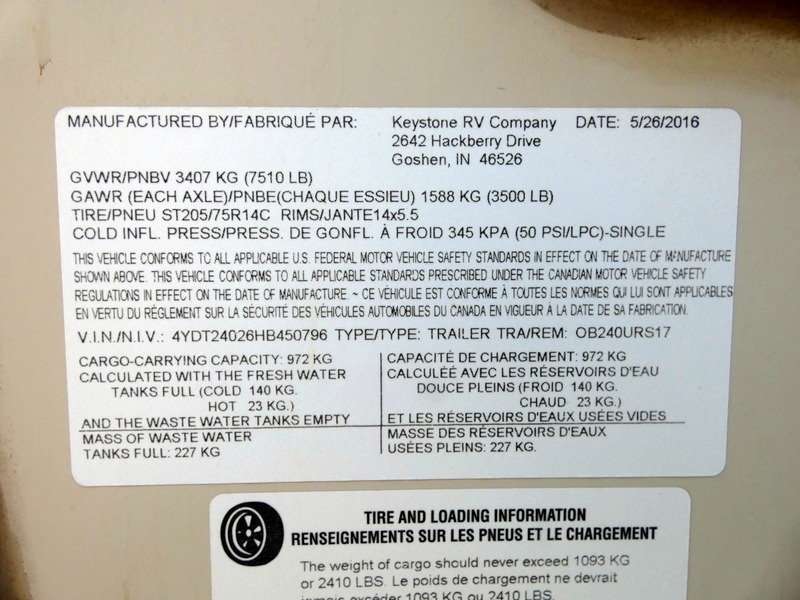 MANUFACTURED BY/FABRIQUÉ PAR: Keystone RV Company DATE: 5/26/2016
2642 Hackberry Drive
Goshen, IN 46526
GVWR/PNBV 3407 KG (7510 LB)
GAWR (EACH AXLE)/PNBE(CHAQUE ESSIEU) 1588 KG (3500 LB)
TIRE/PNEU ST205/75R14C RIMS/JANTE14x5.5
COLD INFL. PRESS/PRESS. DE GONFL. À FROID 345 KPA (50 PSI/LPC)-SINGLE
THIS VEHICLE CONFORMS TO ALL APPLICABLE U.S. FEDERAL MOTOR VEHICLE SAFETY STANDARDS IN EFFECT ON THE DATE OF MANUFACTURE
SHOWN ABOVE. THIS VEHICLE CONFORMS TO ALL APPLICABLE STANDARDS PRESCRIBED UNDER THE CANADIAN MOTOR VEHICLE SAFETY
REGULATIONS IN EFFECT ON THE DATE OF MANUFACTURE. ~ CE VÉHICULE EST CONFORME À TOUTES LES NORMES QUI LUI SONT APPLICABLES
EN VERTU DU RÈGLEMENT SUR LA SÉCURITÉ DES VÉHICULES AUTOMOBILES DU CANADA EN VIGUEUR À LA DATE DE SA FABRICATION.
V.I.N./N.I.V.: 4YDT24026HB450796 TYPE/TYPE: TRAILER TRA/REM: OB240URS17
CARGO-CARRYING CAPACITY: 972 KG
CALCULATED WITH THE FRESH WATER
TANKS FULL (COLD 140 KG.
HOT 23 KG.)
AND THE WASTE WATER TANKS EMPTY
MASS OF WASTE WATER
TANKS FULL: 227 KG
CAPACITÉ DE CHARGEMENT: 972 KG
CALCULÉE AVEC LES RÉSERVOIRS D'EAU
DOUCE PLEINS (FROID 140 KG.
CHAUD 23 KG.)
ET LES RÉSERVOIRS D'EAUX USÉES VIDES
MASSE DES RÉSERVOIRS D'EAUX
USÉES PLEINS: 227 KG.
TIRE AND LOADING INFORMATION
RENSEIGNEMENTS SUR LES PNEUS ET LE CHARGEMENT
The weight of cargo should never exceed 1093 KG
or 2410 LBS. Le poids de chargement ne devrait
jamais excéder 1093 KG ou 2410 LBS.